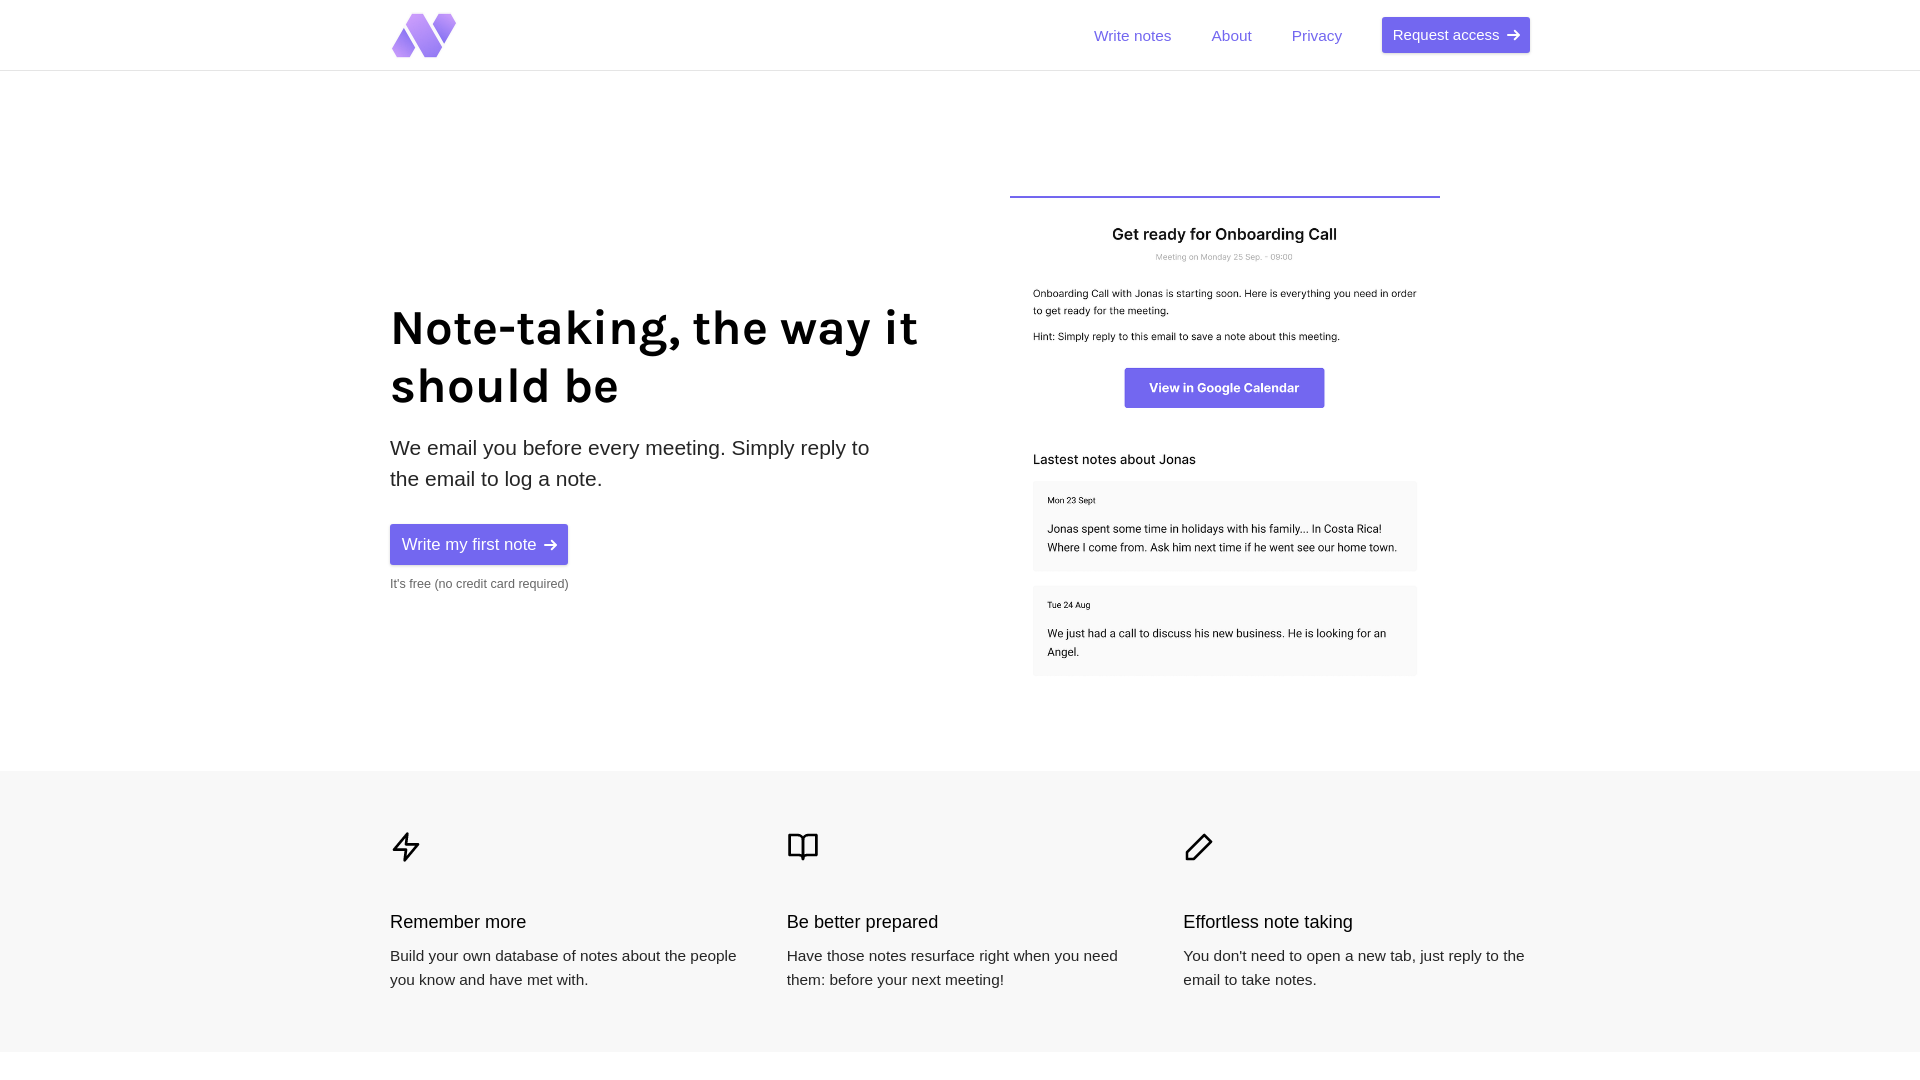 Write notes
About
Privacy
Request access
Note-taking, the way it
should be
We email you before every meeting. Simply reply to
the email to log a note.
Write my first note
It's free (no credit card required)
Get ready for Onboarding Call
Meeting on Monday 25 Sep. - 09:00
Onboarding Call with Jonas is starting soon. Here is everything you need in order
to get ready for the meeting.
Hint: Simply reply to this email to save a note about this meeting.
View in Google Calendar
Lastest notes about Jonas
Mon 23 Sept
Jonas spent some time in holidays with his family... In Costa Rica!
Where I come from. Ask him next time if he went see our home town.
Tue 24 Aug
We just had a call to discuss his new business. He is looking for an
Angel.
Remember more
Build your own database of notes about the people
you know and have met with.
Be better prepared
Have those notes resurface right when you need
them: before your next meeting!
Effortless note taking
You don't need to open a new tab, just reply to the
email to take notes.